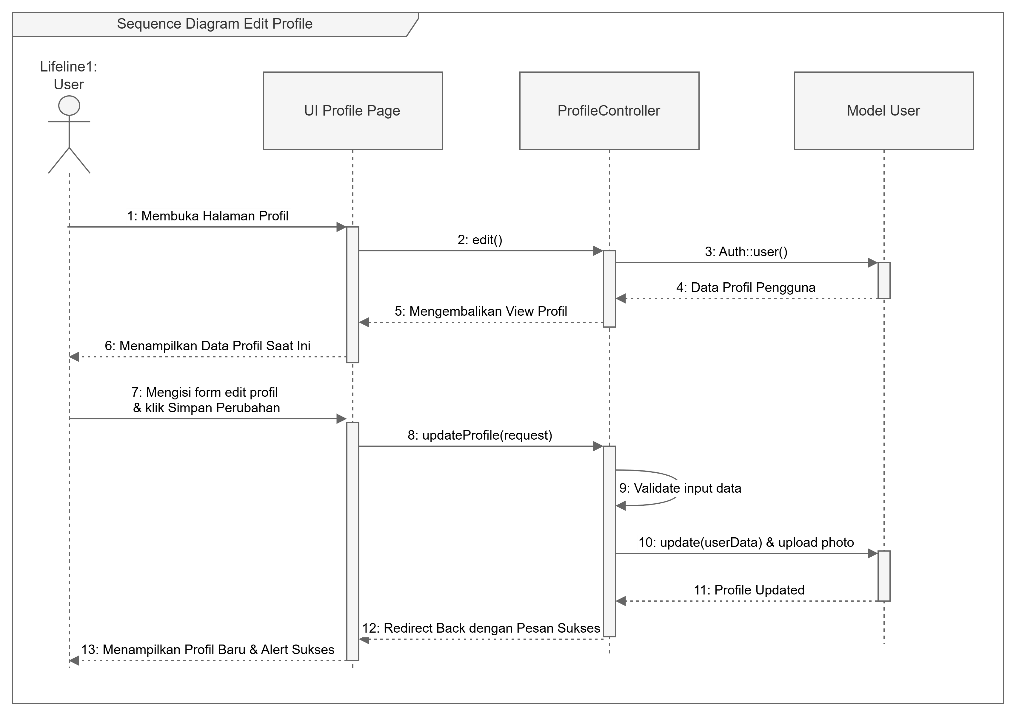 Sequence Diagram Edit Profile
Lifeline1:
User
UI Profile Page
ProfileController
Model User
1: Membuka Halaman Profil
2: edit()
3: Auth::user()
4: Data Profil Pengguna
5: Mengembalikan View Profil
6: Menampilkan Data Profil Saat Ini
7: Mengisi form edit profil
& klik Simpan Perubahan
8: updateProfile(request)
9: Validate input data
10: update(userData) & upload photo
11: Profile Updated
12: Redirect Back dengan Pesan Sukses
13: Menampilkan Profil Baru & Alert Sukses